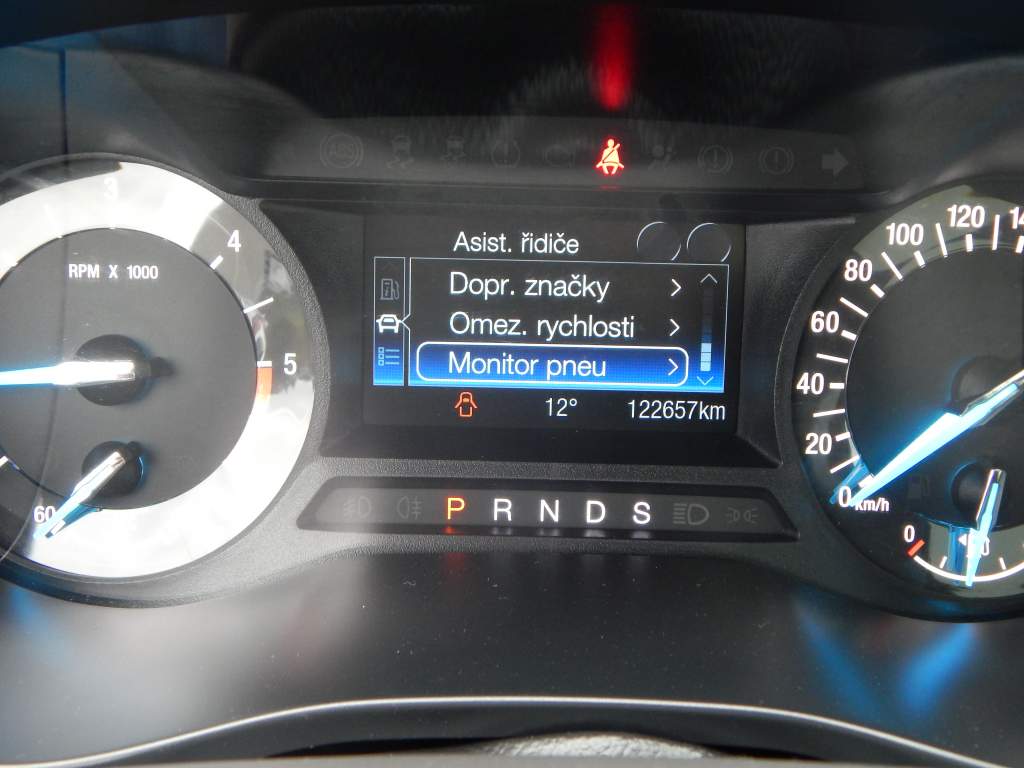 3
4
5
RPM X 1000
60
Asist. řidiče
Dopr. značky
Omez. rychlosti
Monitor pneu
12° 122657km
P R N D S
120
100
80
60
40
20
0
km/h
0